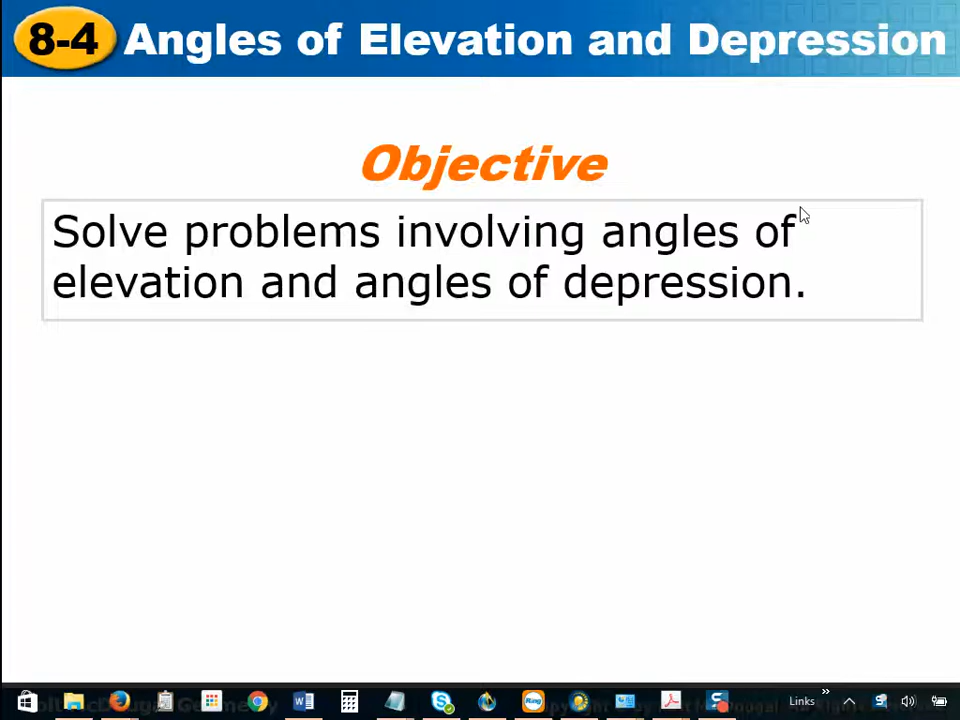 8-4 Angles of Elevation and Depression
Objective
Solve problems involving angles of
elevation and angles of depression.
Links